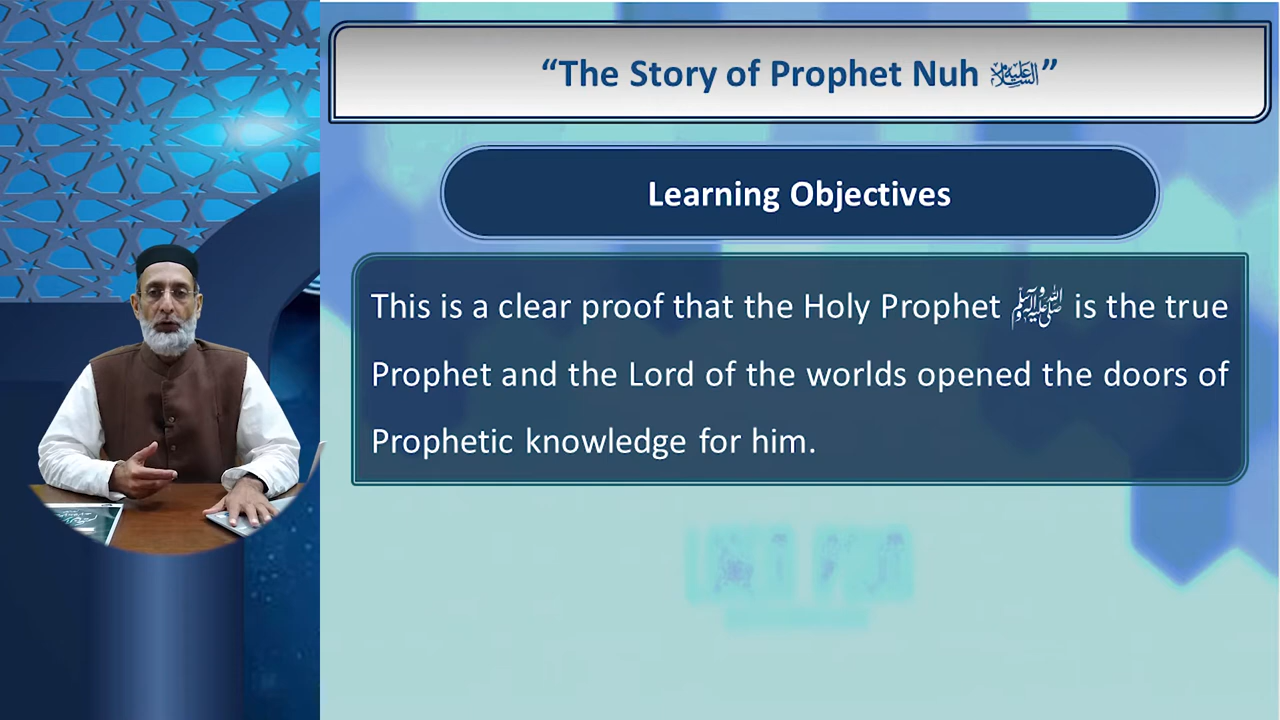 “The Story of Prophet Nuh عليه السلام”
Learning Objectives
This is a clear proof that the Holy Prophet ﷺ is the true
Prophet and the Lord of the worlds opened the doors of
Prophetic knowledge for him.